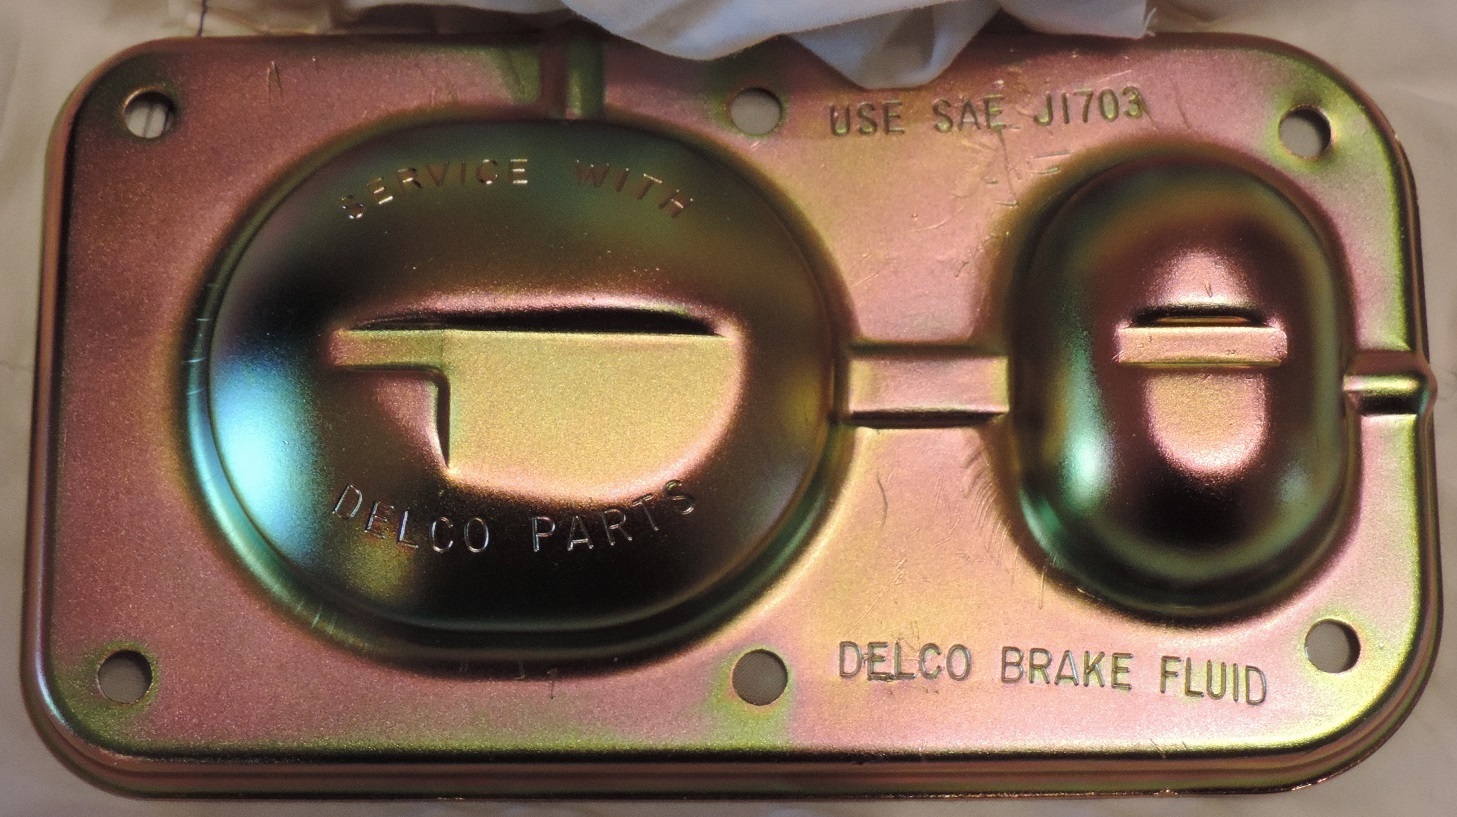 USE SAE J1703
SERVICE WITH
DELCO PARTS
DELCO BRAKE FLUID